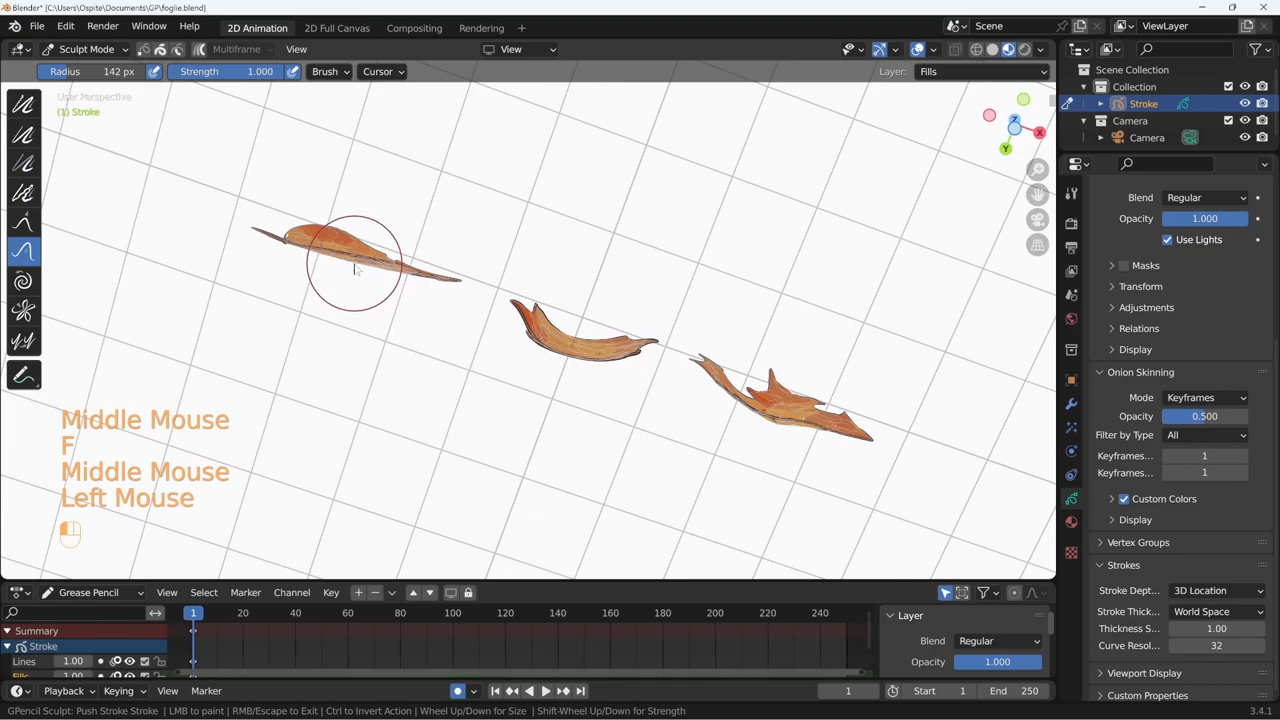 Blender* [C:\Users\Ospite\Documents\GP\foglie.blend]
File Edit Render Window Help 2D Animation 2D Full Canvas Compositing Rendering Scene ViewLayer
Sculpt Mode Multiframe View View
Radius 142 px Strength 1.000 Brush Cursor Layer: Fills
User Perspective
(1) Stroke
Z
X
Y
Scene Collection
Collection
Stroke
Camera
Camera
Blend Regular
Opacity 1.000
Use Lights
Masks
Transform
Adjustments
Relations
Display
Onion Skinning
Mode Keyframes
Opacity 0.500
Filter by Type All
Keyframes... 1
Keyframes... 1
Custom Colors
Display
Vertex Groups
Strokes
Stroke Dept... 3D Location
Stroke Thick... World Space
Thickness S... 1.00
Curve Resol... 32
Viewport Display
Custom Properties
Middle Mouse
F
Middle Mouse
Left Mouse
Grease Pencil View Select Marker Channel Key
1 20 40 60 80 100 120 140 160 180 200 220 240
Summary
Stroke
Lines 1.00
Fills 1.00
Layer
Blend Regular
Opacity 1.000
Playback Keying View Marker 1 Start 1 End 250
GPencil Sculpt: Push Stroke Stroke | LMB to paint | RMB/Escape to Exit | Ctrl to Invert Action | Wheel Up/Down for Size | Shift-Wheel Up/Down for Strength 3.4.1